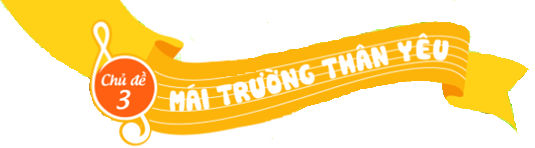 Chủ đề
3
MÁI TRƯỜNG THÂN YÊU